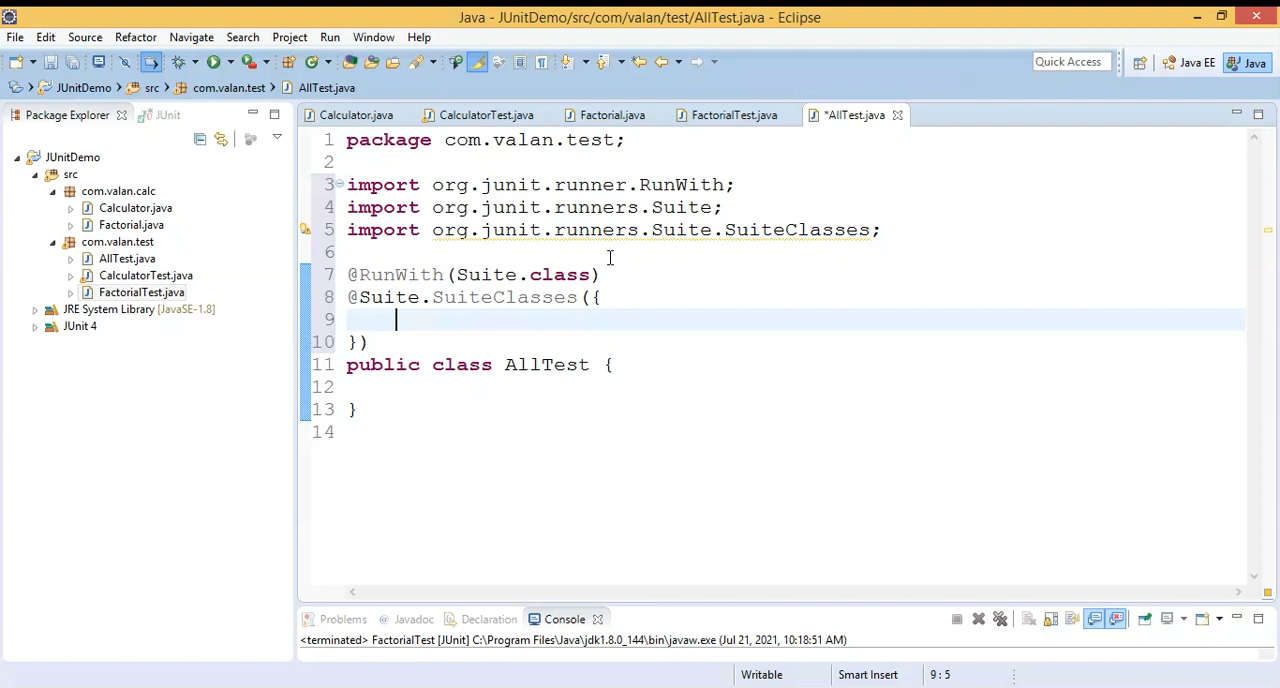 Java - JUnitDemo/src/com/valan/test/AllTest.java - Eclipse
File Edit Source Refactor Navigate Search Project Run Window Help
Quick Access Java EE Java
JUnitDemo src com.valan.test AllTest.java
Package Explorer JUnit
Calculator.java CalculatorTest.java Factorial.java FactorialTest.java *AllTest.java
JUnitDemo
src
com.valan.calc
Calculator.java
Factorial.java
com.valan.test
AllTest.java
CalculatorTest.java
FactorialTest.java
JRE System Library [JavaSE-1.8]
JUnit 4
1 package com.valan.test;
2
3 import org.junit.runner.RunWith;
4 import org.junit.runners.Suite;
5 import org.junit.runners.Suite.SuiteClasses;
6
7 @RunWith(Suite.class)
8 @Suite.SuiteClasses({
9
10 })
11 public class AllTest {
12
13 }
14
Problems @ Javadoc Declaration Console
<terminated> FactorialTest [JUnit] C:\Program Files\Java\jdk1.8.0_144\bin\javaw.exe (Jul 21, 2021, 10:18:51 AM)
Writable Smart Insert 9 : 5